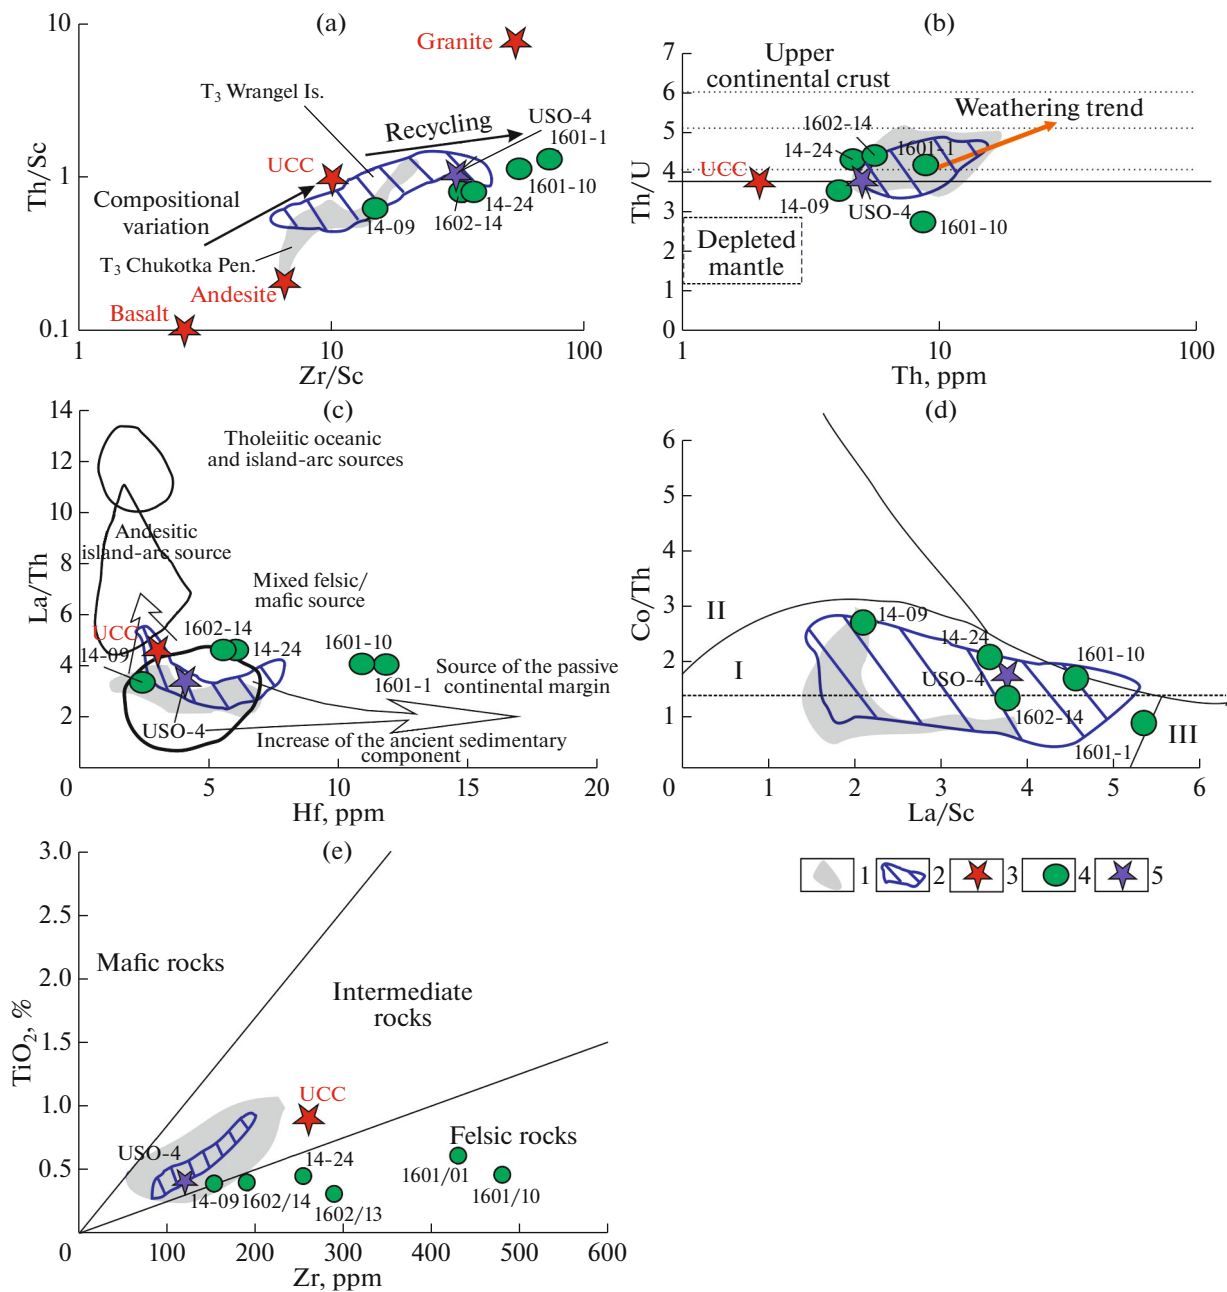 (a)
10
1
0.1
Th/Sc
1
10
100
Zr/Sc
Granite
T₃ Wrangel Is.
Recycling
USO-4
1601-1
UCC
1601-10
14-24
1602-14
14-09
Compositional
variation
T₃ Chukotka Pen.
Andesite
Basalt
(b)
7
6
5
4
3
2
1
0
Th/U
1
10
100
Th, ppm
Upper
continental crust
Weathering trend
1602-14
14-24
1601-1
UCC
14-09
USO-4
1601-10
Depleted
mantle
(c)
14
12
10
8
6
4
2
0
La/Th
5
10
15
20
Hf, ppm
Tholeiitic oceanic
and island-arc sources
Andesitic
island-arc source
Mixed felsic/
mafic source
UCC
1602-14
14-09
14-24
1601-10
1601-1
Source of the passive
continental margin
USO-4
Increase of the ancient sedimentary
component
(d)
6
5
4
3
2
1
0
Co/Th
1
2
3
4
5
6
La/Sc
II
I
III
14-09
14-24
1601-10
USO-4
1602-14
1601-1
(e)
3.0
2.5
2.0
1.5
1.0
0.5
0
TiO₂, %
100
200
300
400
500
600
Zr, ppm
Mafic rocks
Intermediate
rocks
UCC
Felsic rocks
USO-4
14-24
14-09
1602/14
1602/13
1601/01
1601/10
1
2
3
4
5